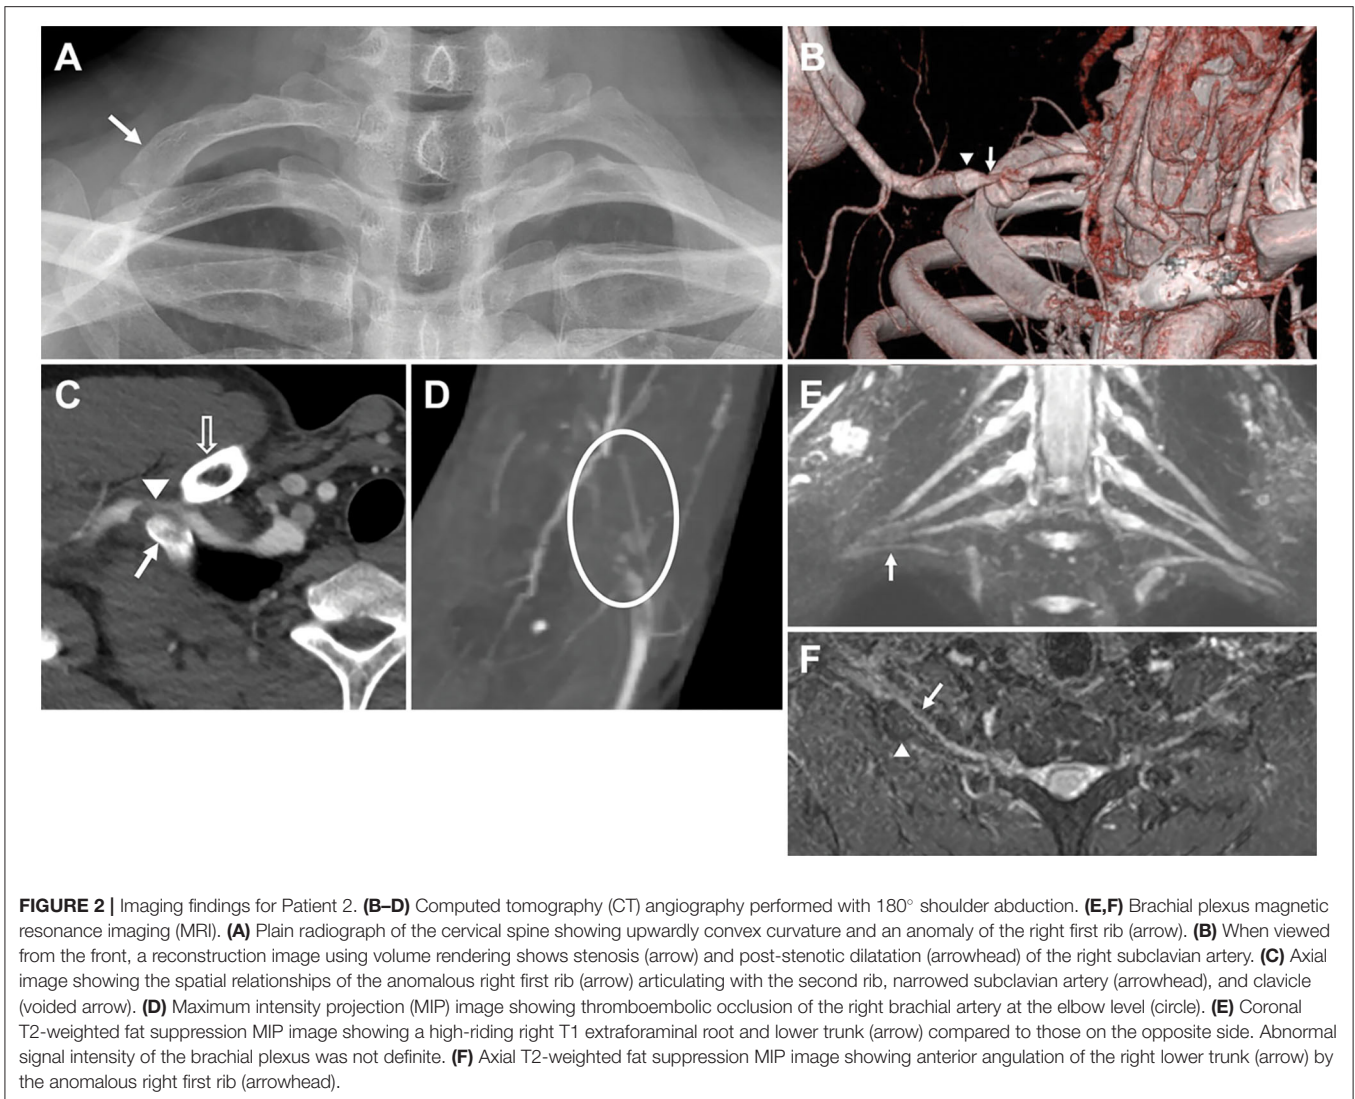 A
B
C
D
E
F
FIGURE 2 | Imaging findings for Patient 2. (B–D) Computed tomography (CT) angiography performed with 180° shoulder abduction. (E,F) Brachial plexus magnetic
resonance imaging (MRI). (A) Plain radiograph of the cervical spine showing upwardly convex curvature and an anomaly of the right first rib (arrow). (B) When viewed
from the front, a reconstruction image using volume rendering shows stenosis (arrow) and post-stenotic dilatation (arrowhead) of the right subclavian artery. (C) Axial
image showing the spatial relationships of the anomalous right first rib (arrow) articulating with the second rib, narrowed subclavian artery (arrowhead), and clavicle
(voided arrow). (D) Maximum intensity projection (MIP) image showing thromboembolic occlusion of the right brachial artery at the elbow level (circle). (E) Coronal
T2-weighted fat suppression MIP image showing a high-riding right T1 extraforaminal root and lower trunk (arrow) compared to those on the opposite side. Abnormal
signal intensity of the brachial plexus was not definite. (F) Axial T2-weighted fat suppression MIP image showing anterior angulation of the right lower trunk (arrow) by
the anomalous right first rib (arrowhead).